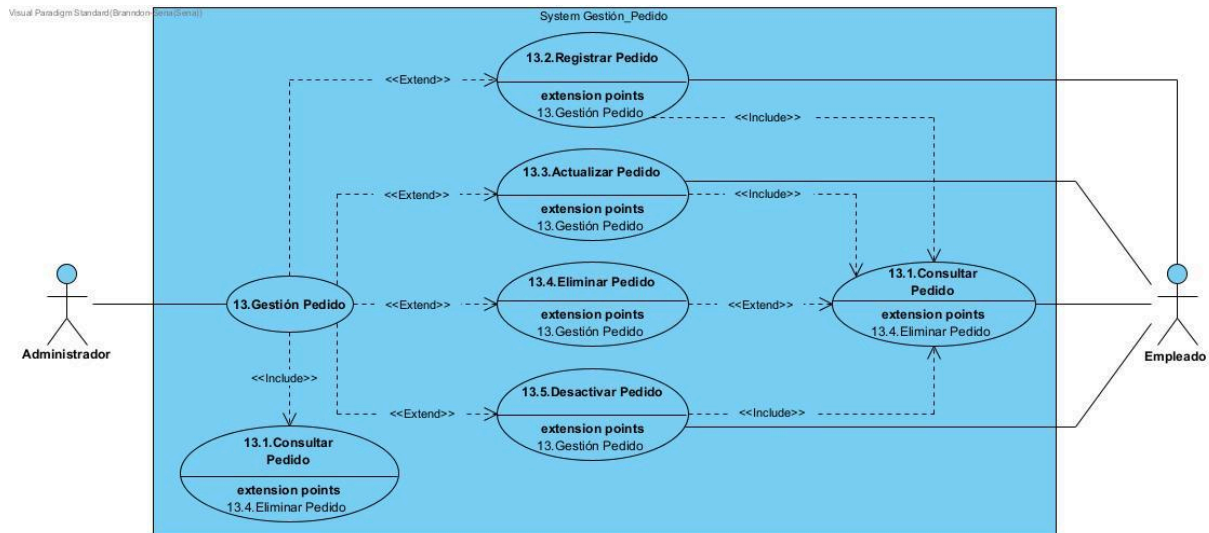 Visual Paradigm Standard(Branndon-Sena(Sena))
System Gestión_Pedido
13.2.Registrar Pedido
extension points
13.Gestión Pedido
<<Extend>>
<<Include>>
13.3.Actualizar Pedido
extension points
13.Gestión Pedido
<<Extend>>
<<Include>>
13.Gestión Pedido
<<Extend>>
13.4.Eliminar Pedido
extension points
13.Gestión Pedido
<<Extend>>
13.1.Consultar
Pedido
extension points
13.4.Eliminar Pedido
Administrador
Empleado
<<Include>>
<<Extend>>
13.5.Desactivar Pedido
extension points
13.Gestión Pedido
<<Include>>
13.1.Consultar
Pedido
extension points
13.4.Eliminar Pedido